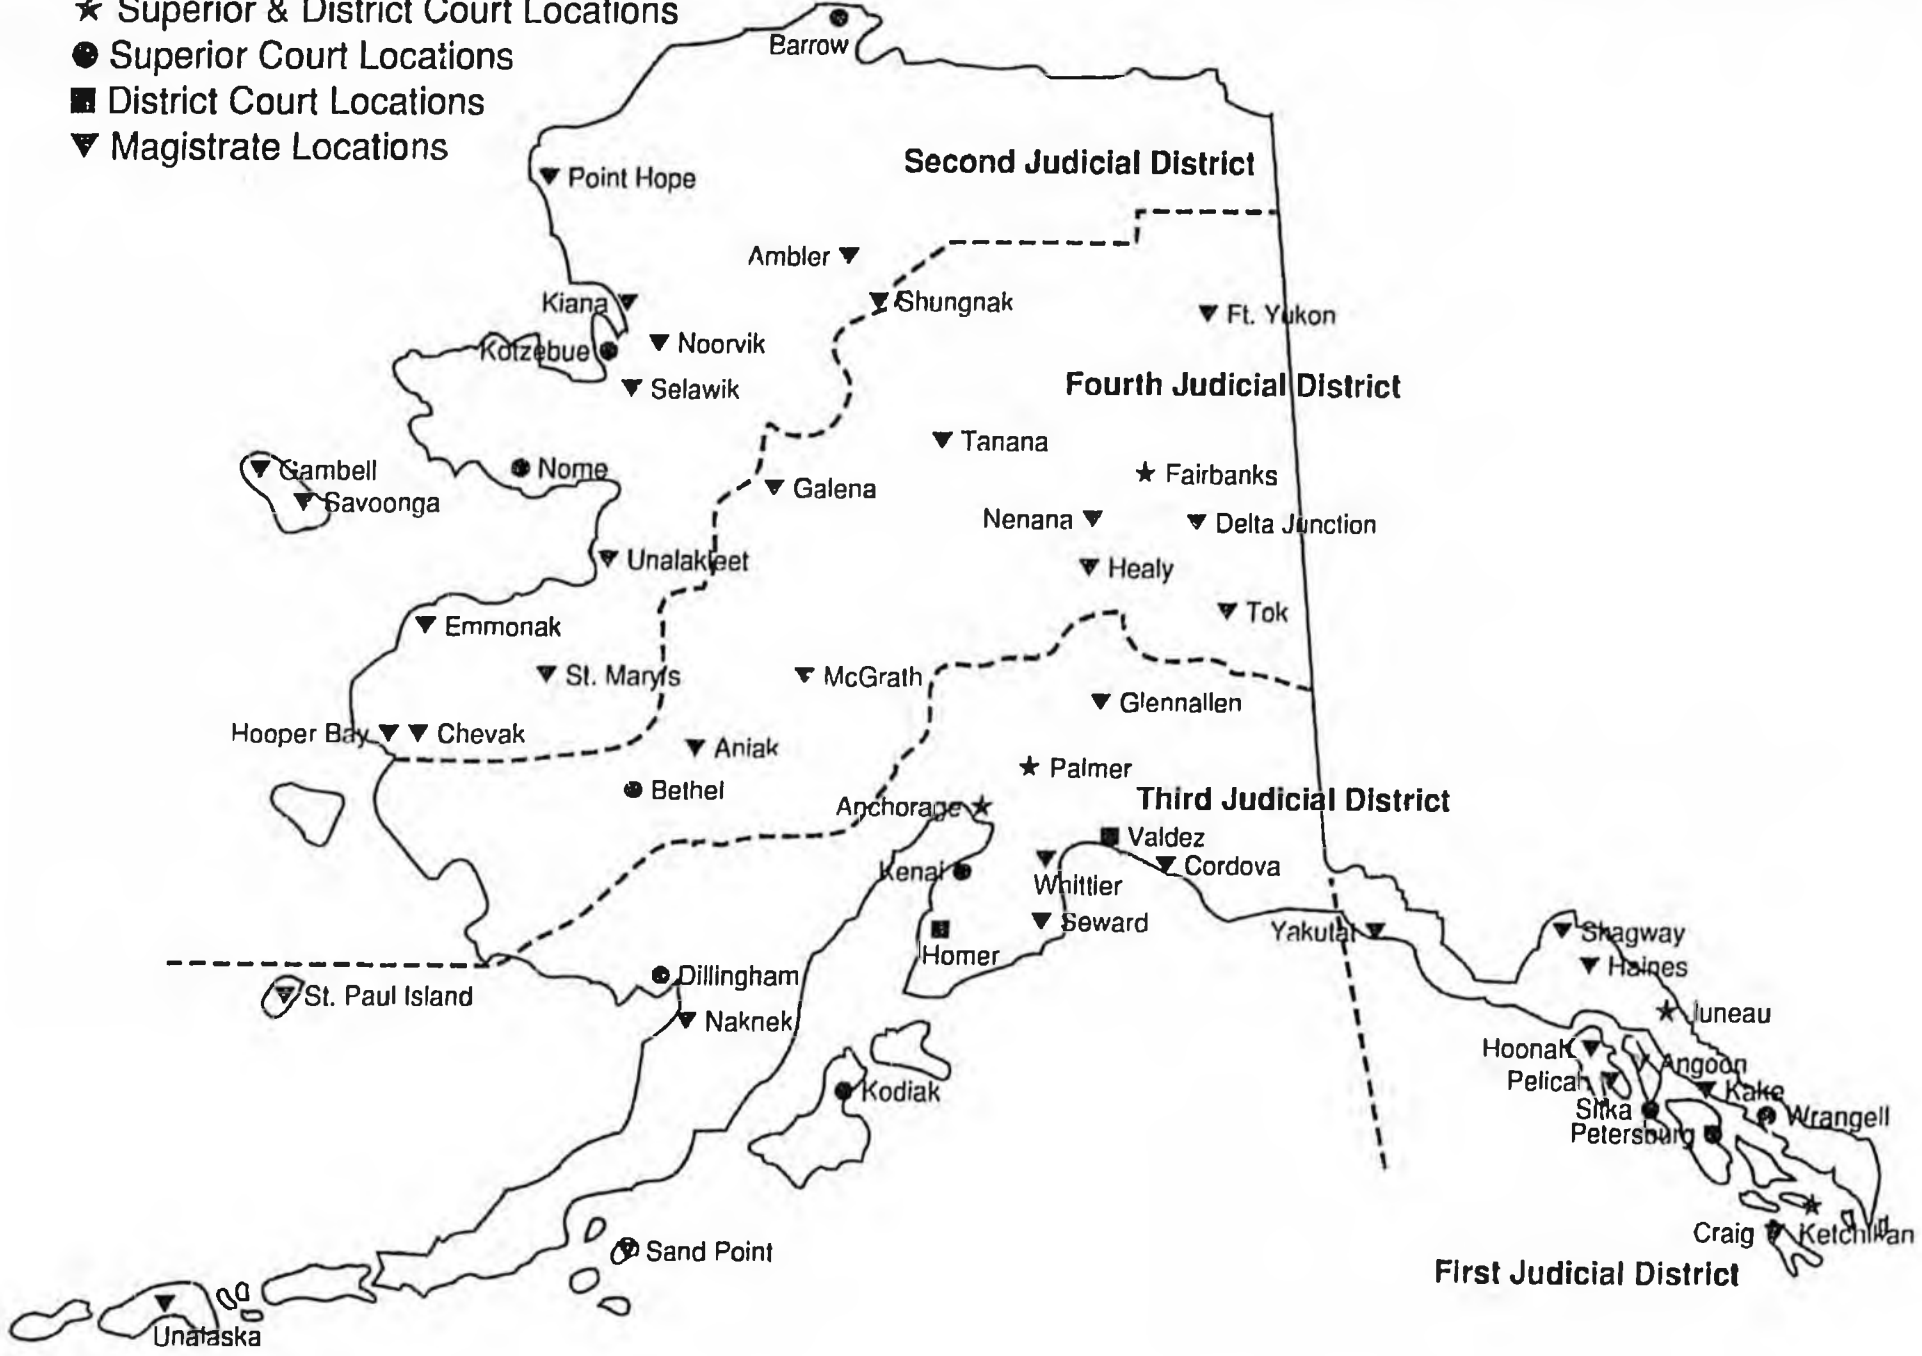 Superior & District Court Locations
Superior Court Locations
District Court Locations
Magistrate Locations
Barrow
Second Judicial District
Point Hope
Ambler
Kiana
Shungnak
Ft. Yukon
Noorvik
Kotzebue
Selawik
Fourth Judicial District
Tanana
Gambell
Nome
Fairbanks
Savoonga
Galena
Nenana
Delta Junction
Unalakleet
Healy
Tok
Emmonak
St. Mary's
McGrath
Glennallen
Hooper Bay
Chevak
Aniak
Palmer
Bethel
Anchorage
Third Judicial District
Valdez
Kenai
Whittier
Cordova
Seward
Yakutat
Skagway
Homer
Haines
Dillingham
St. Paul Island
Naknek
Juneau
Hoonah
Angoon
Pelican
Kodiak
Kake
Sitka
Wrangell
Petersburg
Craig
Ketchikan
Sand Point
First Judicial District
Unalaska